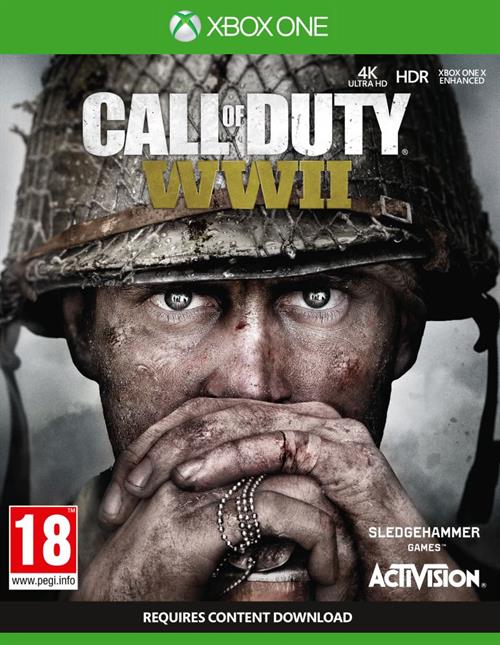 XBOX ONE
4K
ULTRA HD
HDR
XBOX ONE X
ENHANCED
CALL OF DUTY®
WWII
18
www.pegi.info
SLEDGEHAMMER
GAMES™
ACTIVISION®
REQUIRES CONTENT DOWNLOAD